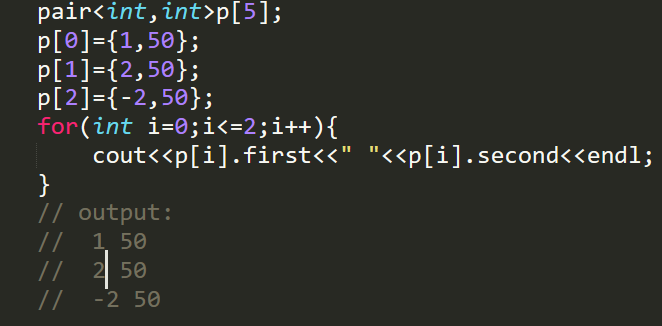 pair<int,int>p[5];
p[0]={1,50};
p[1]={2,50};
p[2]={-2,50};
for(int i=0;i<=2;i++){
    cout<<p[i].first<<" "<<p[i].second<<endl;
}
// output:
//  1 50
//  2 50
//  -2 50